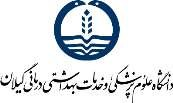 دانشگاه علوم پزشکی و خدمات بهداشتی درمانی گیلان